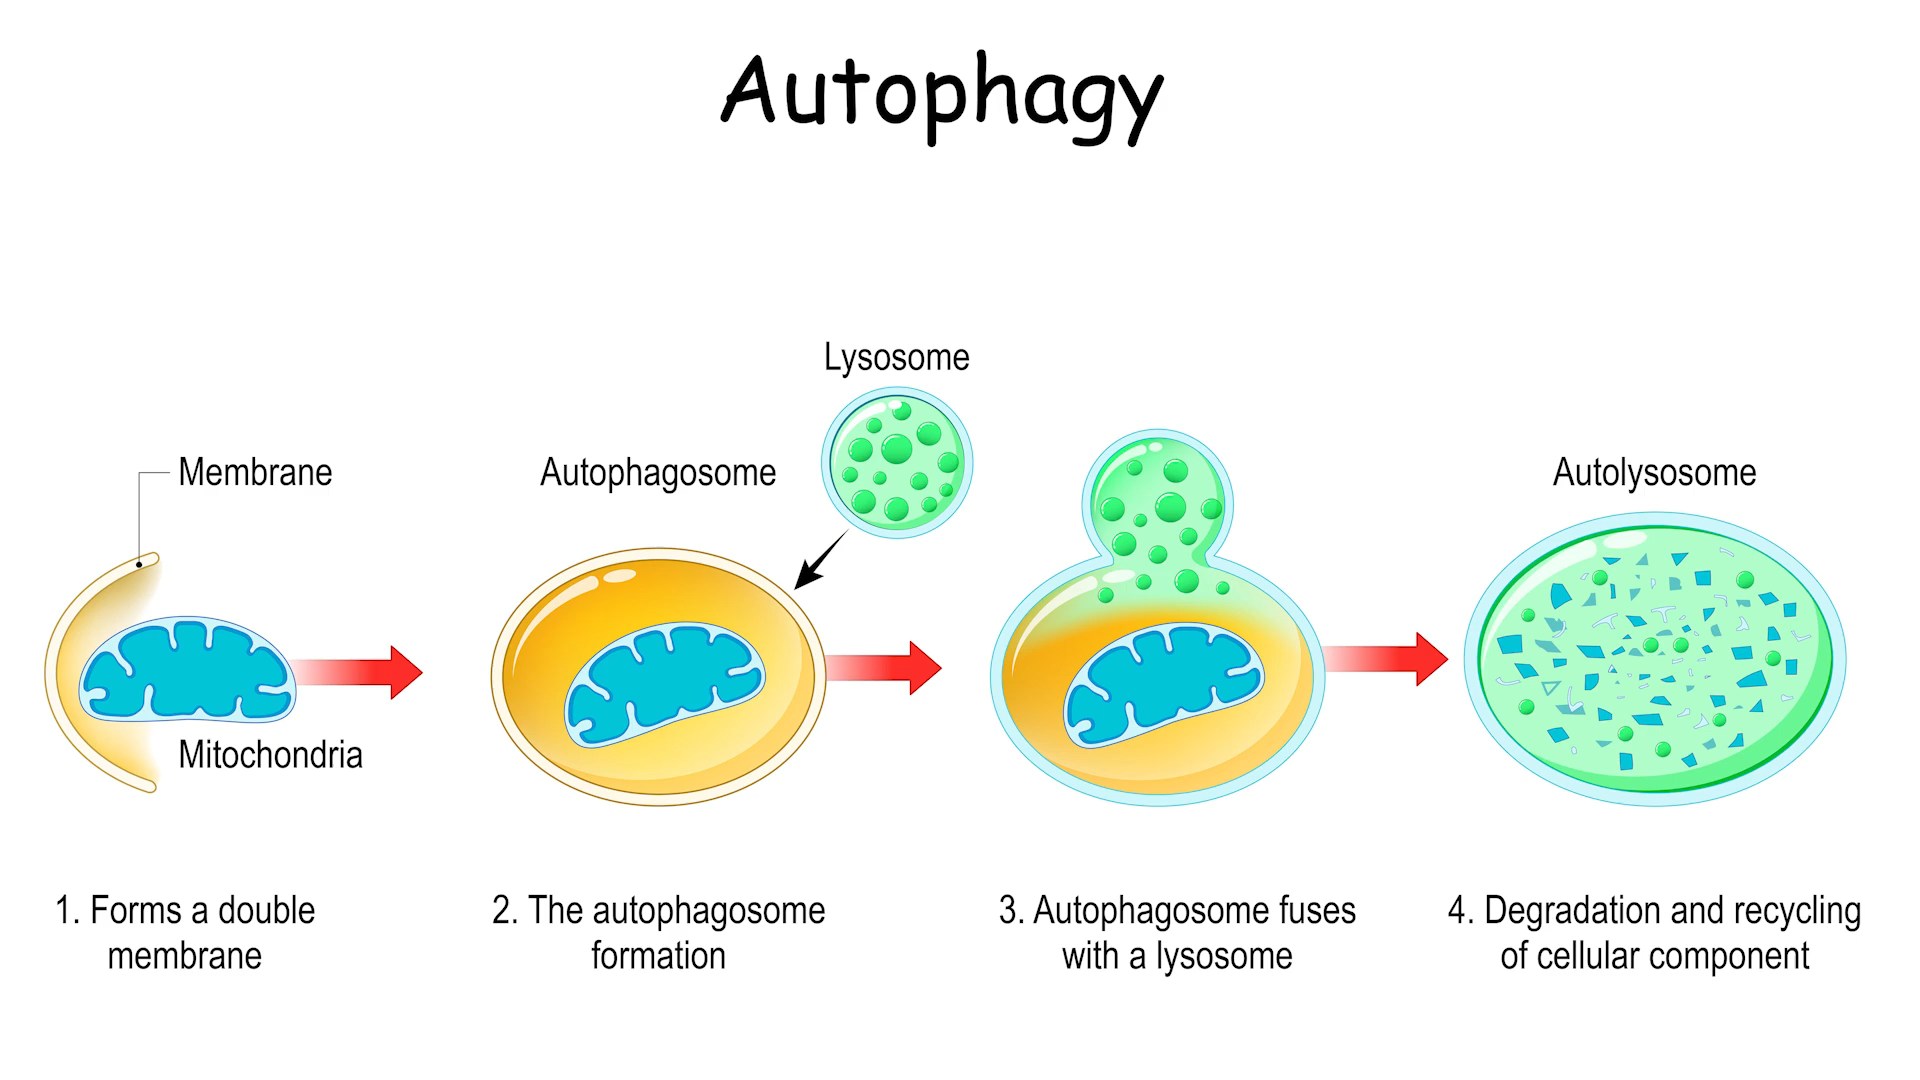 Autophagy
Lysosome
Membrane
Autophagosome
Autolysosome
Mitochondria
1. Forms a double
membrane
2. The autophagosome
formation
3. Autophagosome fuses
with a lysosome
4. Degradation and recycling
of cellular component